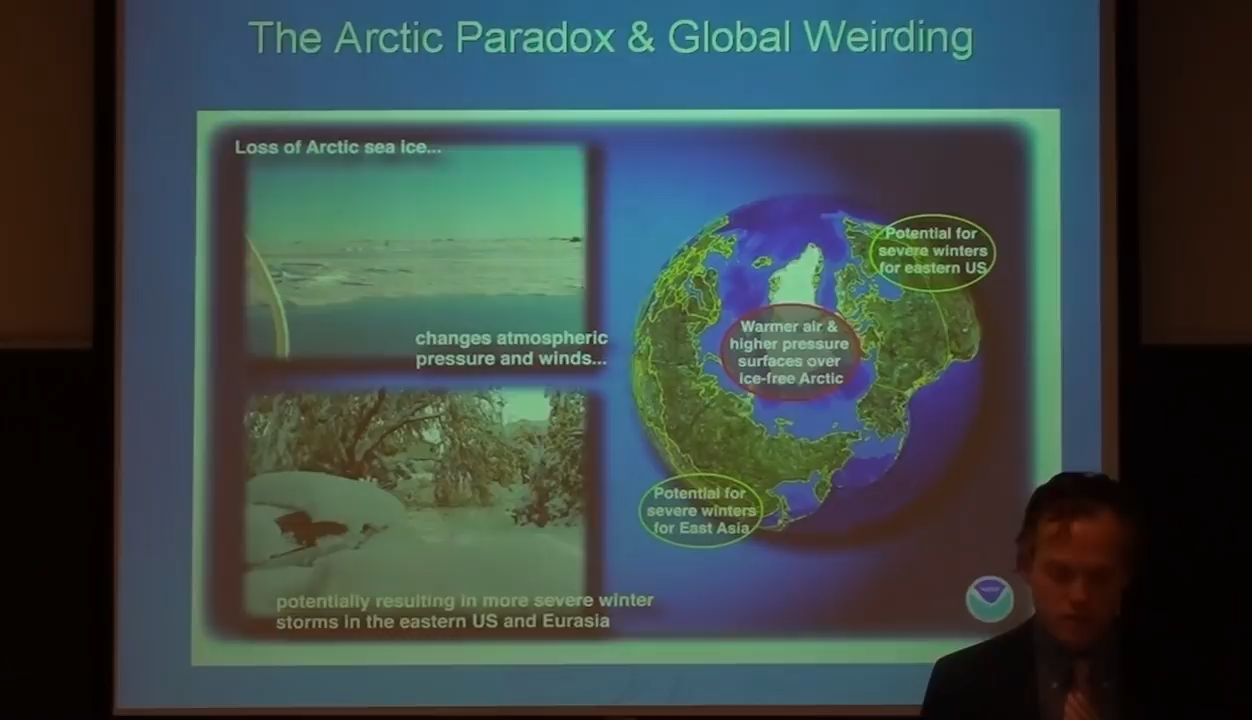 The Arctic Paradox & Global Weirding
Loss of Arctic sea ice...
changes atmospheric
pressure and winds...
potentially resulting in more severe winter
storms in the eastern US and Eurasia
Potential for
severe winters
for eastern US
Warmer air &
higher pressure
surfaces over
ice-free Arctic
Potential for
severe winters
for East Asia